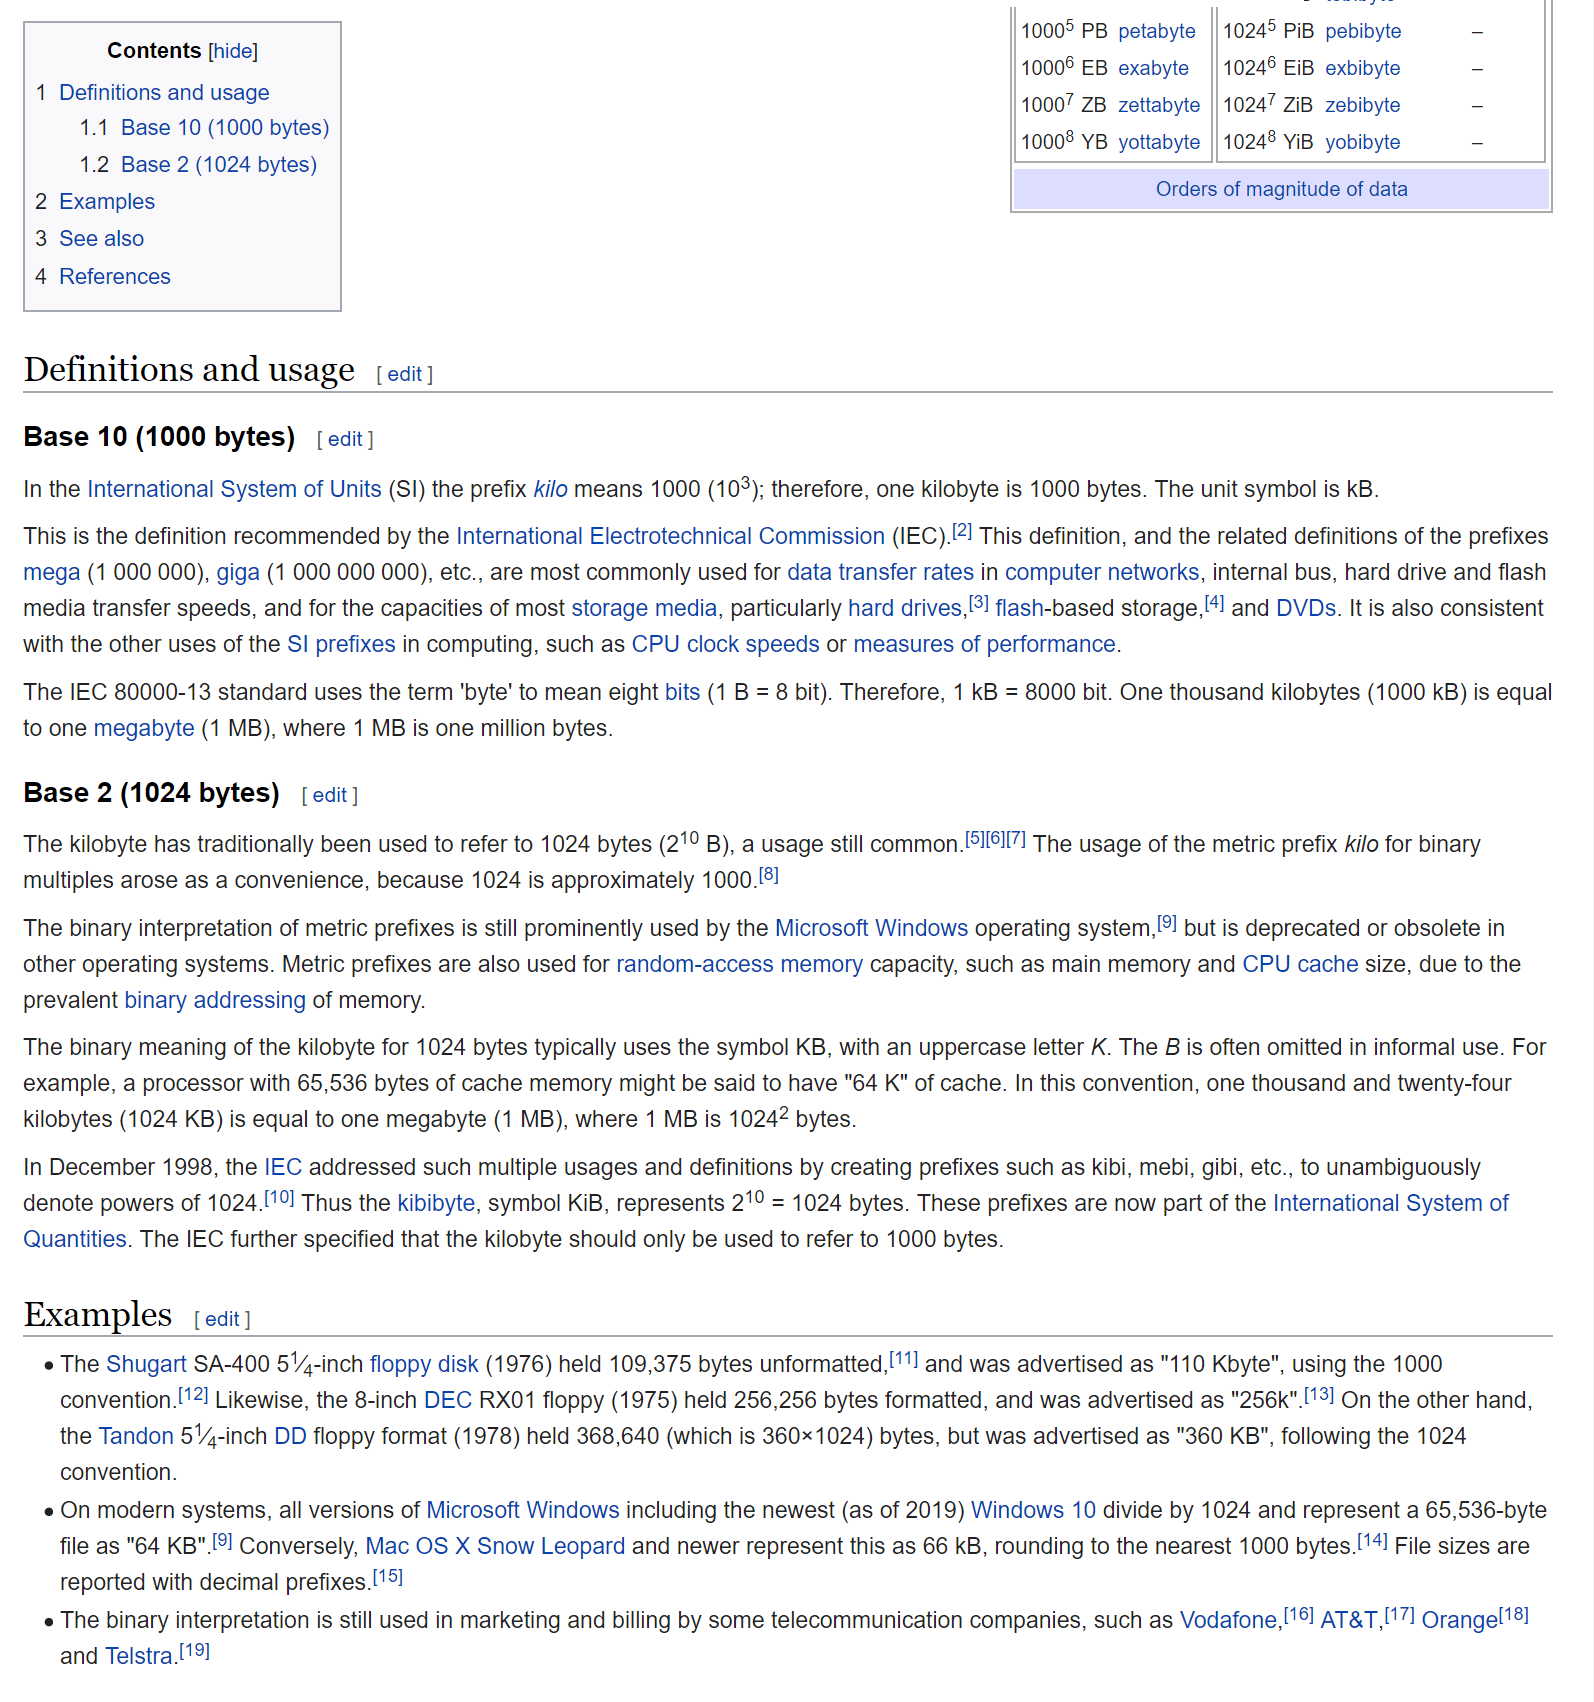 Contents [hide]
1 Definitions and usage
1.1 Base 10 (1000 bytes)
1.2 Base 2 (1024 bytes)
2 Examples
3 See also
4 References
1000⁵ PB petabyte 1024⁵ PiB pebibyte –
1000⁶ EB exabyte 1024⁶ EiB exbibyte –
1000⁷ ZB zettabyte 1024⁷ ZiB zebibyte –
1000⁸ YB yottabyte 1024⁸ YiB yobibyte –
Orders of magnitude of data
Definitions and usage [ edit ]
Base 10 (1000 bytes) [ edit ]
In the International System of Units (SI) the prefix kilo means 1000 (10³); therefore, one kilobyte is 1000 bytes. The unit symbol is kB.
This is the definition recommended by the International Electrotechnical Commission (IEC).[2] This definition, and the related definitions of the prefixes
mega (1 000 000), giga (1 000 000 000), etc., are most commonly used for data transfer rates in computer networks, internal bus, hard drive and flash
media transfer speeds, and for the capacities of most storage media, particularly hard drives,[3] flash-based storage,[4] and DVDs. It is also consistent
with the other uses of the SI prefixes in computing, such as CPU clock speeds or measures of performance.
The IEC 80000-13 standard uses the term 'byte' to mean eight bits (1 B = 8 bit). Therefore, 1 kB = 8000 bit. One thousand kilobytes (1000 kB) is equal
to one megabyte (1 MB), where 1 MB is one million bytes.
Base 2 (1024 bytes) [ edit ]
The kilobyte has traditionally been used to refer to 1024 bytes (2¹⁰ B), a usage still common.[5][6][7] The usage of the metric prefix kilo for binary
multiples arose as a convenience, because 1024 is approximately 1000.[8]
The binary interpretation of metric prefixes is still prominently used by the Microsoft Windows operating system,[9] but is deprecated or obsolete in
other operating systems. Metric prefixes are also used for random-access memory capacity, such as main memory and CPU cache size, due to the
prevalent binary addressing of memory.
The binary meaning of the kilobyte for 1024 bytes typically uses the symbol KB, with an uppercase letter K. The B is often omitted in informal use. For
example, a processor with 65,536 bytes of cache memory might be said to have "64 K" of cache. In this convention, one thousand and twenty-four
kilobytes (1024 KB) is equal to one megabyte (1 MB), where 1 MB is 1024² bytes.
In December 1998, the IEC addressed such multiple usages and definitions by creating prefixes such as kibi, mebi, gibi, etc., to unambiguously
denote powers of 1024.[10] Thus the kibibyte, symbol KiB, represents 2¹⁰ = 1024 bytes. These prefixes are now part of the International System of
Quantities. The IEC further specified that the kilobyte should only be used to refer to 1000 bytes.
Examples [ edit ]
• The Shugart SA-400 5¼-inch floppy disk (1976) held 109,375 bytes unformatted,[11] and was advertised as "110 Kbyte", using the 1000
convention.[12] Likewise, the 8-inch DEC RX01 floppy (1975) held 256,256 bytes formatted, and was advertised as "256k".[13] On the other hand,
the Tandon 5¼-inch DD floppy format (1978) held 368,640 (which is 360×1024) bytes, but was advertised as "360 KB", following the 1024
convention.
• On modern systems, all versions of Microsoft Windows including the newest (as of 2019) Windows 10 divide by 1024 and represent a 65,536-byte
file as "64 KB".[9] Conversely, Mac OS X Snow Leopard and newer represent this as 66 kB, rounding to the nearest 1000 bytes.[14] File sizes are
reported with decimal prefixes.[15]
• The binary interpretation is still used in marketing and billing by some telecommunication companies, such as Vodafone,[16] AT&T,[17] Orange[18]
and Telstra.[19]